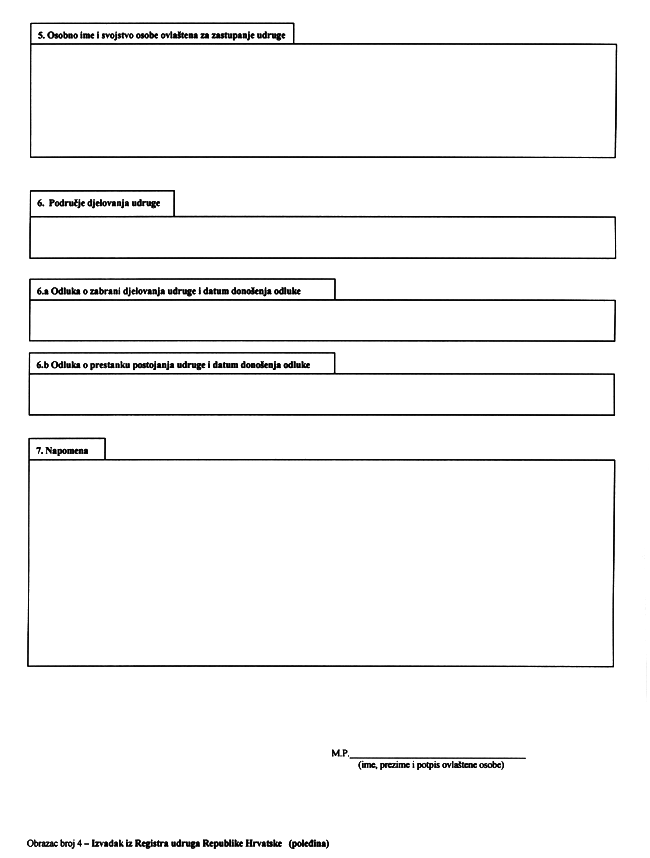 5. Osobno ime i svojstvo osobe ovlaštena za zastupanje udruge
6. Područje djelovanja udruge
6.a Odluka o zabrani djelovanja udruge i datum donošenja odluke
6.b Odluka o prestanku postojanja udruge i datum donošenja odluke
7. Napomena
M.P.
(ime, prezime i potpis ovlaštene osobe)
Obrazac broj 4 – Izvadak iz Registra udruga Republike Hrvatske (poleđina)